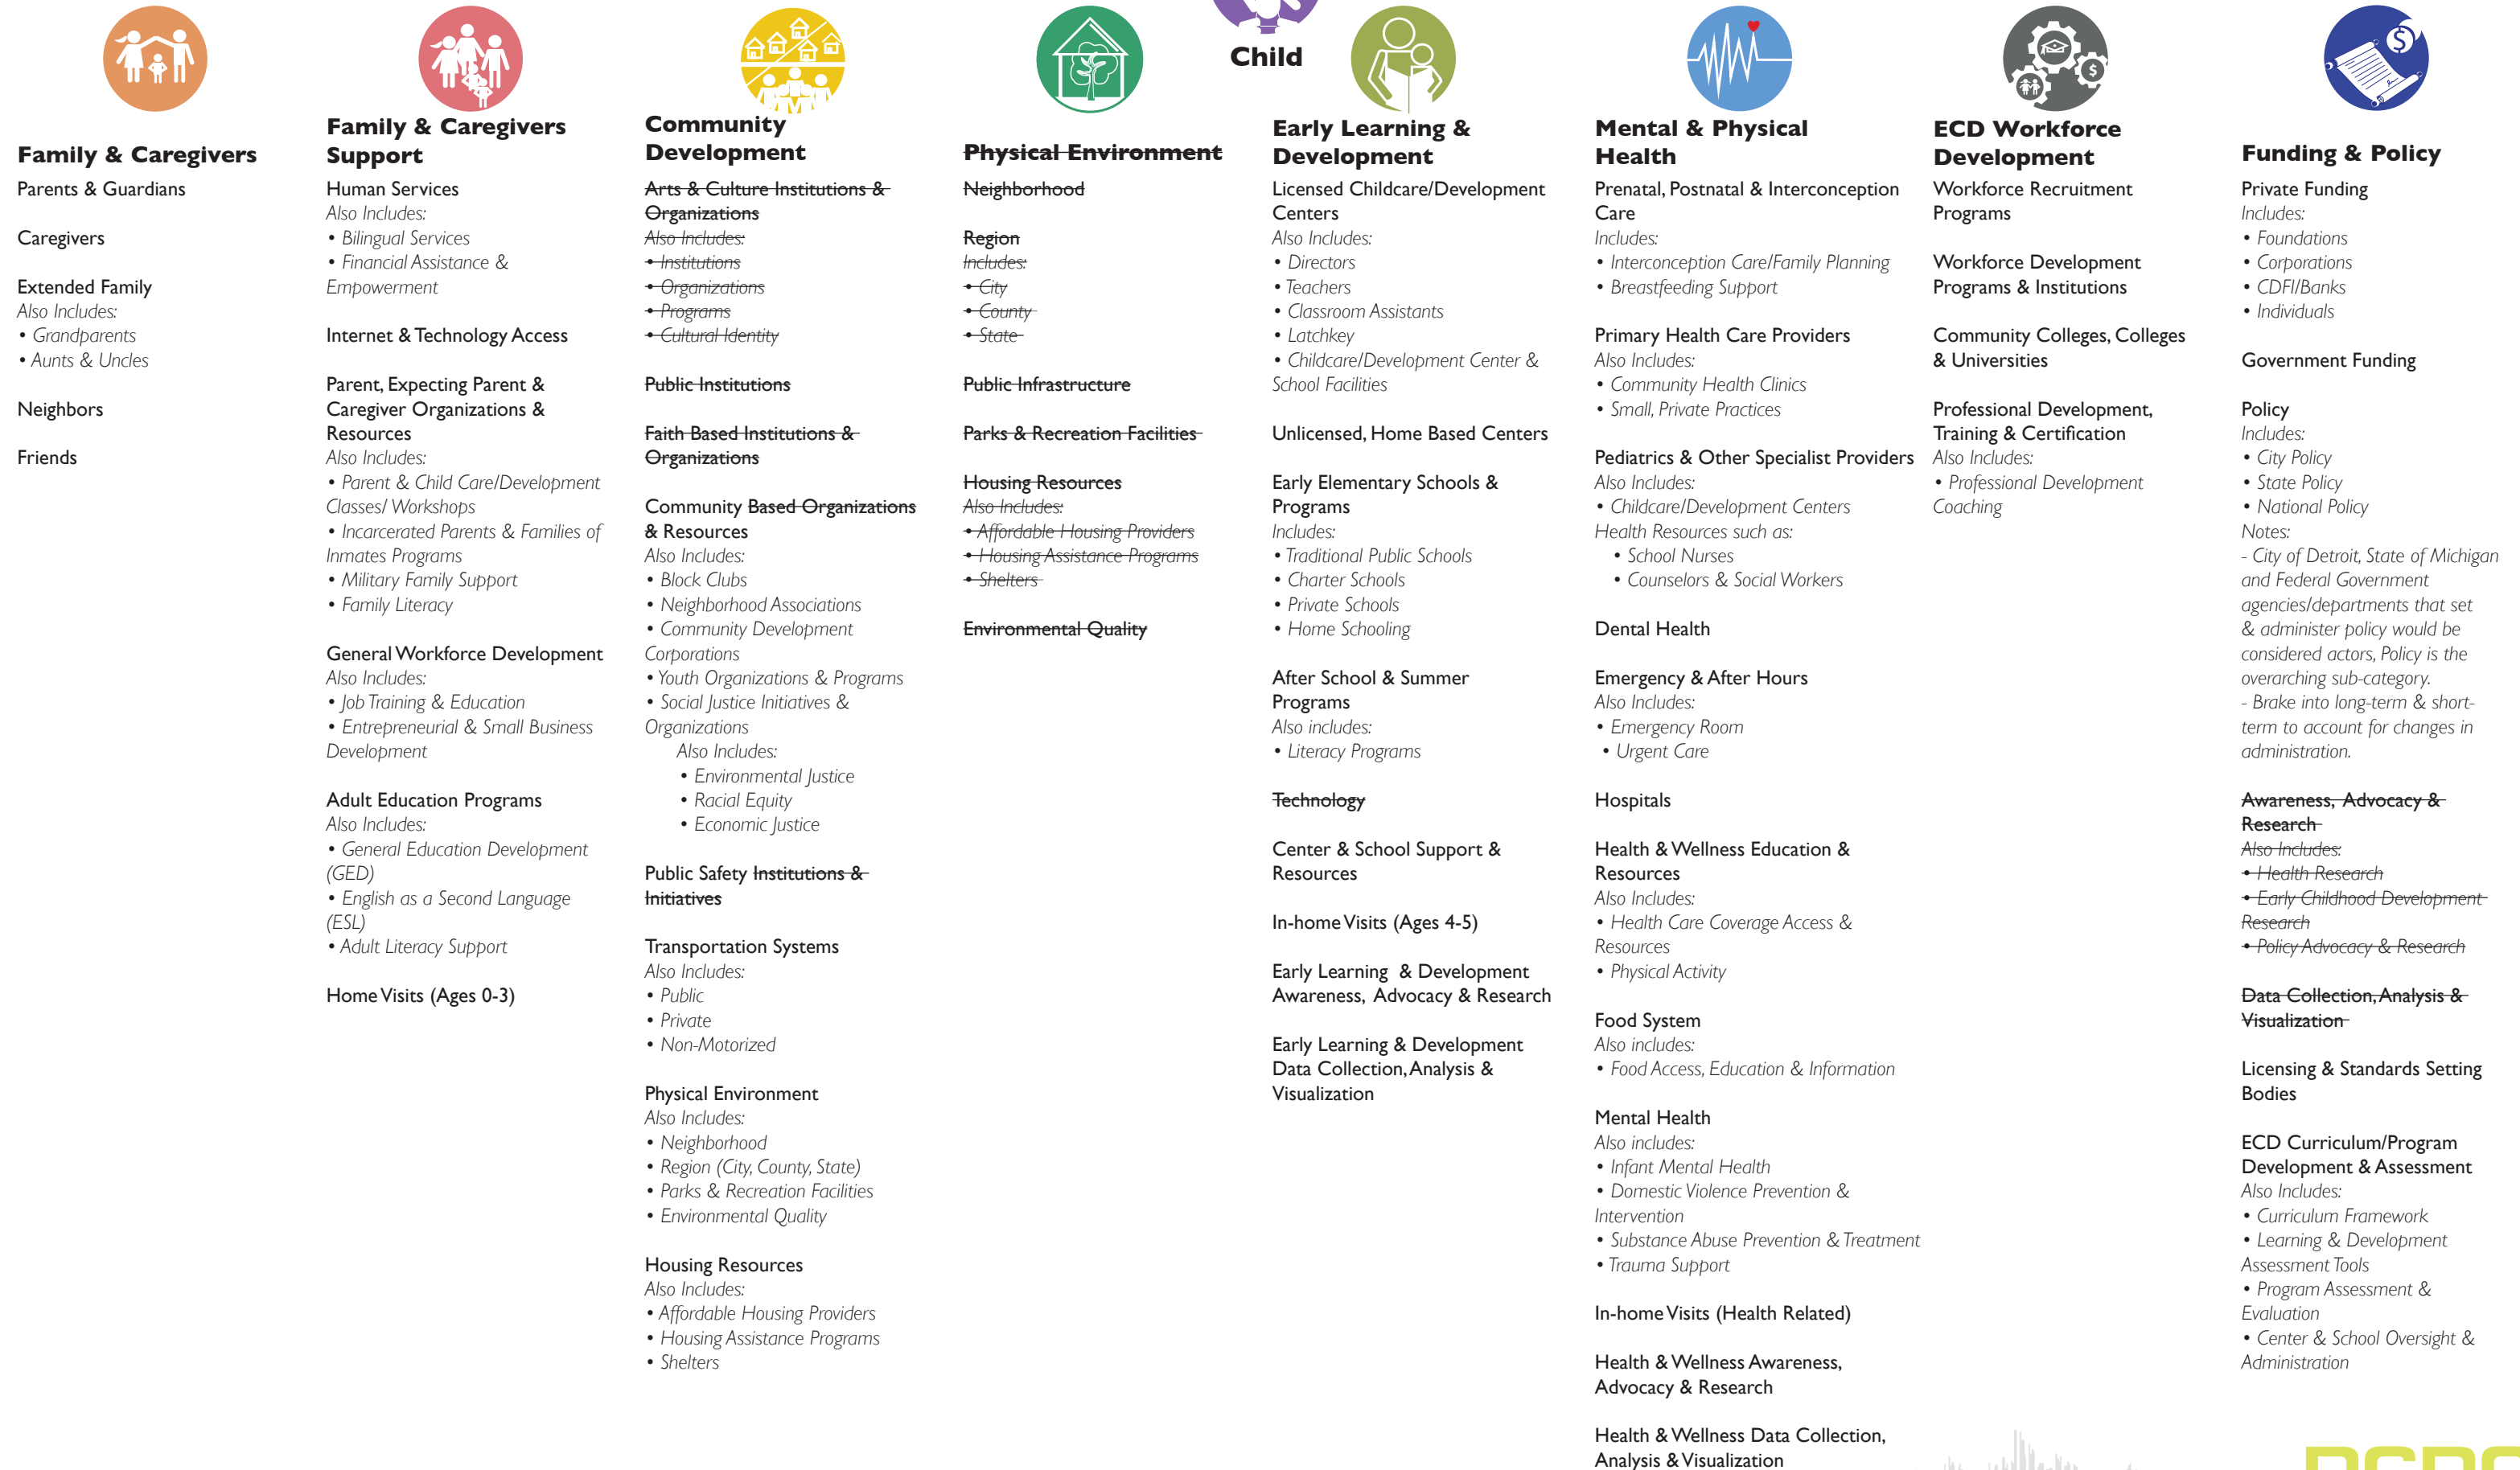 Child
Family & Caregivers
Parents & Guardians
Caregivers
Extended Family
Also Includes:
• Grandparents
• Aunts & Uncles
Neighbors
Friends
Family & Caregivers
Support
Human Services
Also Includes:
• Bilingual Services
• Financial Assistance &
Empowerment
Internet & Technology Access
Parent, Expecting Parent &
Caregiver Organizations &
Resources
Also Includes:
• Parent & Child Care/Development
Classes/ Workshops
• Incarcerated Parents & Families of
Inmates Programs
• Military Family Support
• Family Literacy
General Workforce Development
Also Includes:
• Job Training & Education
• Entrepreneurial & Small Business
Development
Adult Education Programs
Also Includes:
• General Education Development
(GED)
• English as a Second Language
(ESL)
• Adult Literacy Support
Home Visits (Ages 0-3)
Community
Development
Arts & Culture Institutions &
Organizations
Also Includes:
• Institutions
• Organizations
• Programs
• Cultural Identity
Public Institutions
Faith Based Institutions &
Organizations
Community Based Organizations
& Resources
Also Includes:
• Block Clubs
• Neighborhood Associations
• Community Development
Corporations
• Youth Organizations & Programs
• Social Justice Initiatives &
Organizations
Also Includes:
• Environmental Justice
• Racial Equity
• Economic Justice
Public Safety Institutions &
Initiatives
Transportation Systems
Also Includes:
• Public
• Private
• Non-Motorized
Physical Environment
Also Includes:
• Neighborhood
• Region (City, County, State)
• Parks & Recreation Facilities
• Environmental Quality
Housing Resources
Also Includes:
• Affordable Housing Providers
• Housing Assistance Programs
• Shelters
Physical Environment
Neighborhood
Region
Includes:
• City
• County
• State
Public Infrastructure
Parks & Recreation Facilities
Housing Resources
Also Includes:
• Affordable Housing Providers
• Housing Assistance Programs
• Shelters
Environmental Quality
Early Learning &
Development
Licensed Childcare/Development
Centers
Also Includes:
• Directors
• Teachers
• Classroom Assistants
• Latchkey
• Childcare/Development Center &
School Facilities
Unlicensed, Home Based Centers
Early Elementary Schools &
Programs
Includes:
• Traditional Public Schools
• Charter Schools
• Private Schools
• Home Schooling
After School & Summer
Programs
Also includes:
• Literacy Programs
Technology
Center & School Support &
Resources
In-home Visits (Ages 4-5)
Early Learning & Development
Awareness, Advocacy & Research
Early Learning & Development
Data Collection, Analysis &
Visualization
Mental & Physical
Health
Prenatal, Postnatal & Interconception
Care
Includes:
• Interconception Care/Family Planning
• Breastfeeding Support
Primary Health Care Providers
Also Includes:
• Community Health Clinics
• Small, Private Practices
Pediatrics & Other Specialist Providers
Also Includes:
• Childcare/Development Centers
Health Resources such as:
• School Nurses
• Counselors & Social Workers
Dental Health
Emergency & After Hours
Also Includes:
• Emergency Room
• Urgent Care
Hospitals
Health & Wellness Education &
Resources
Also Includes:
• Health Care Coverage Access &
Resources
• Physical Activity
Food System
Also includes:
• Food Access, Education & Information
Mental Health
Also includes:
• Infant Mental Health
• Domestic Violence Prevention &
Intervention
• Substance Abuse Prevention & Treatment
• Trauma Support
In-home Visits (Health Related)
Health & Wellness Awareness,
Advocacy & Research
Health & Wellness Data Collection,
Analysis & Visualization
ECD Workforce
Development
Workforce Recruitment
Programs
Workforce Development
Programs & Institutions
Community Colleges, Colleges
& Universities
Professional Development,
Training & Certification
Also Includes:
• Professional Development
Coaching
$
$
Funding & Policy
Private Funding
Includes:
• Foundations
• Corporations
• CDFI/Banks
• Individuals
Government Funding
Policy
Includes:
• City Policy
• State Policy
• National Policy
Notes:
- City of Detroit, State of Michigan
and Federal Government
agencies/departments that set
& administer policy would be
considered actors, Policy is the
overarching sub-category.
- Brake into long-term & short-
term to account for changes in
administration.
Awareness, Advocacy &
Research
Also Includes:
• Health Research
• Early Childhood Development
Research
• Policy Advocacy & Research
Data Collection, Analysis &
Visualization
Licensing & Standards Setting
Bodies
ECD Curriculum/Program
Development & Assessment
Also Includes:
• Curriculum Framework
• Learning & Development
Assessment Tools
• Program Assessment &
Evaluation
• Center & School Oversight &
Administration